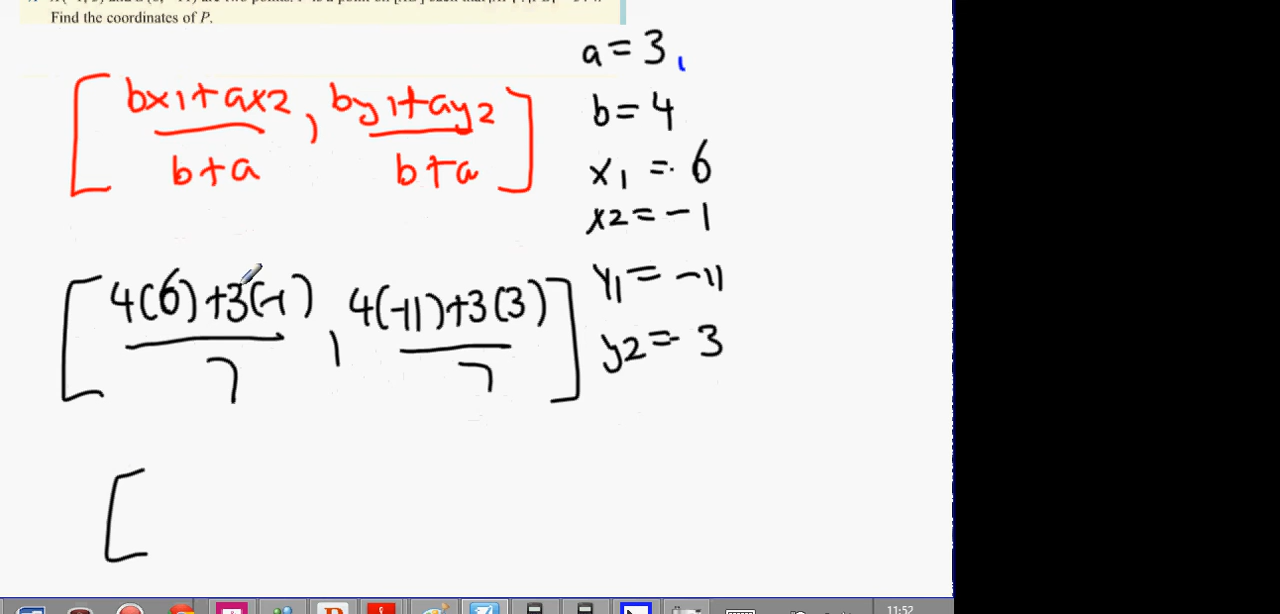 Find the coordinates of P.
a = 3,
[ bx1+ax2 / b+a , by1+ay2 / b+a ]
b = 4
x1 = 6
x2 = -1
[ 4(6)+3(-1) / 7 , 4(-11)+3(3) / 7 ]
y1 = -11
y2 = 3
[
11:52